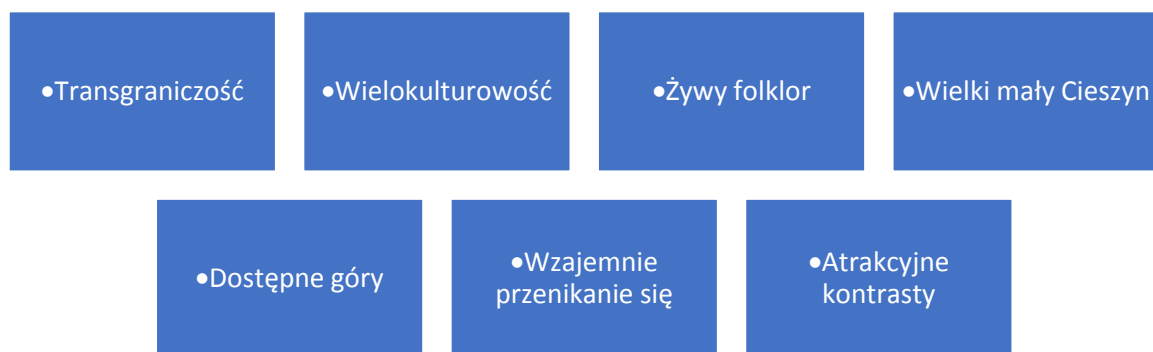 •Transgraniczość
•Wielokulturowość
•Żywy folklor
•Wielki mały Cieszyn
•Dostępne góry
•Wzajemnie
przenikanie się
•Atrakcyjne
kontrasty